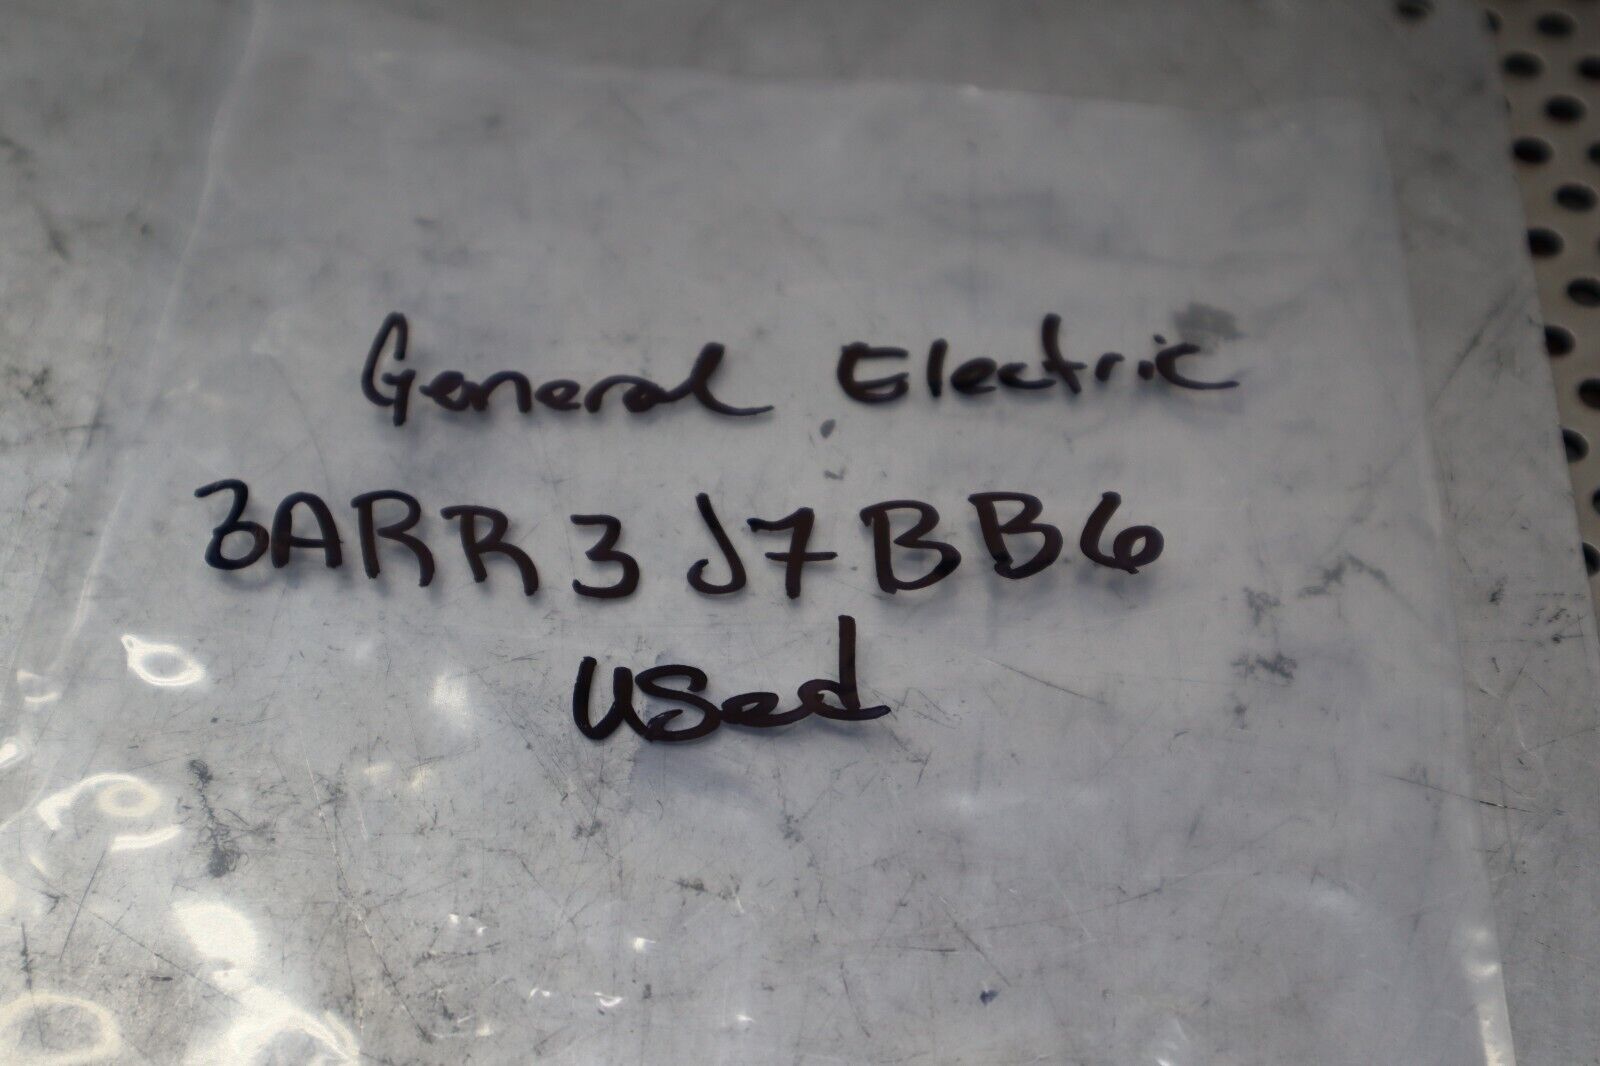 General Electric
3ARR3J7BB6
Used